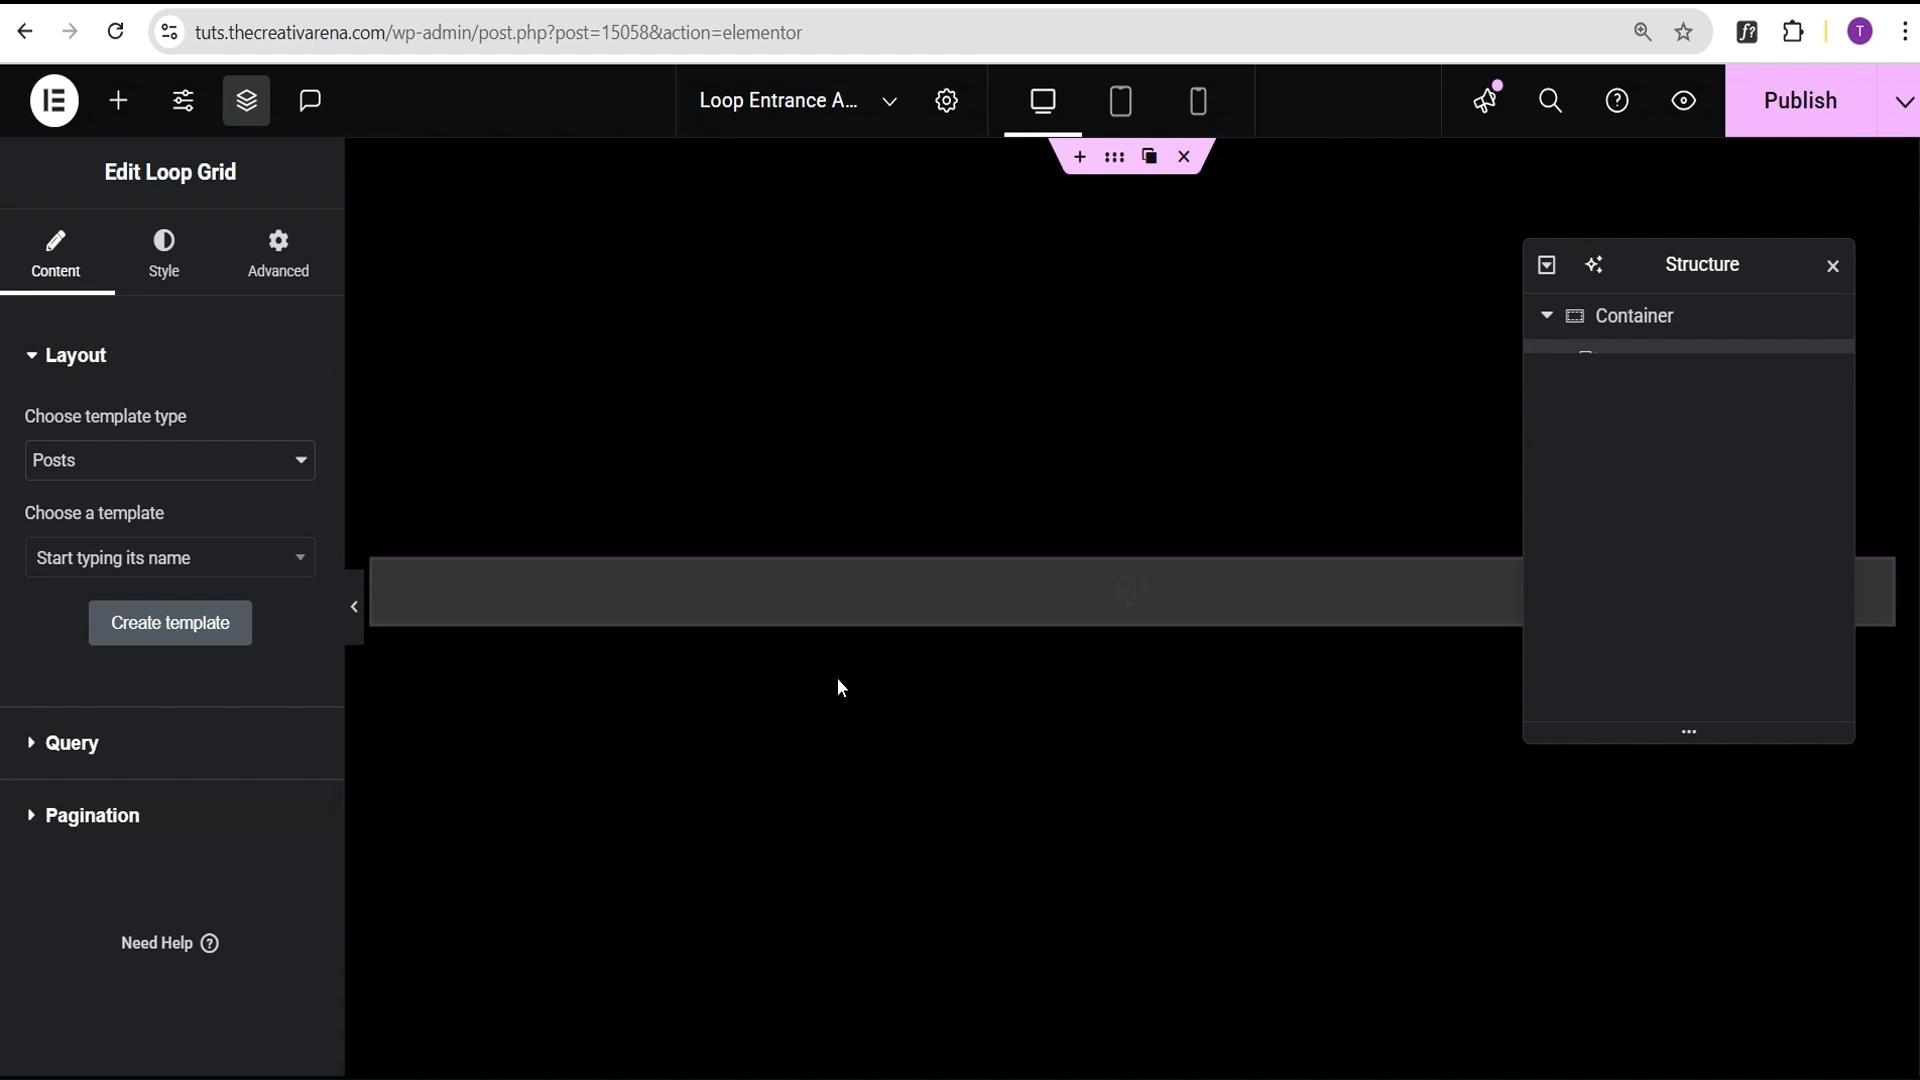 tuts.thecreativarena.com/wp-admin/post.php?post=15058&action=elementor
f?
T
Loop Entrance A...
Publish
Edit Loop Grid
Content
Style
Advanced
Structure
Container
Layout
Choose template type
Posts
Choose a template
Start typing its name
Create template
Query
Pagination
Need Help